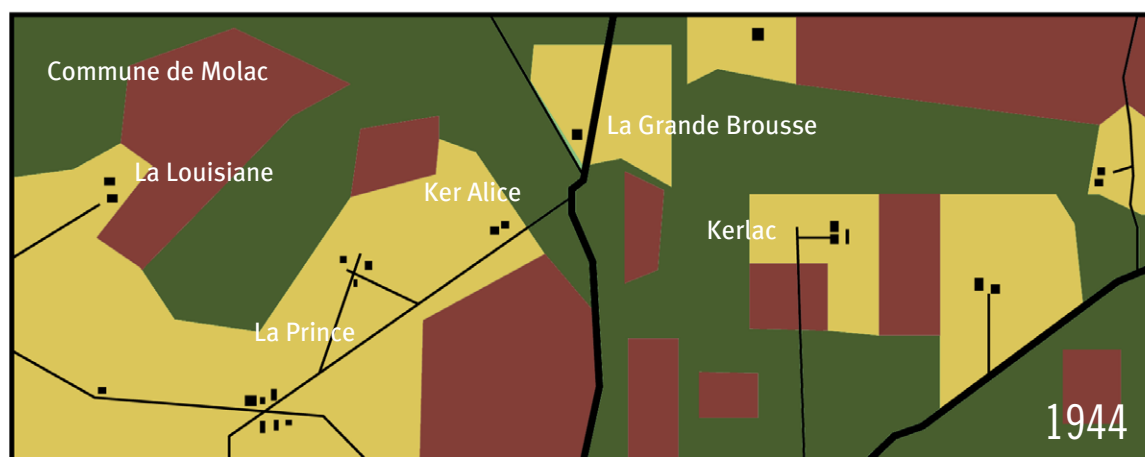 Commune de Molac
La Grande Brousse
La Louisiane
Ker Alice
Kerlac
La Prince
1944